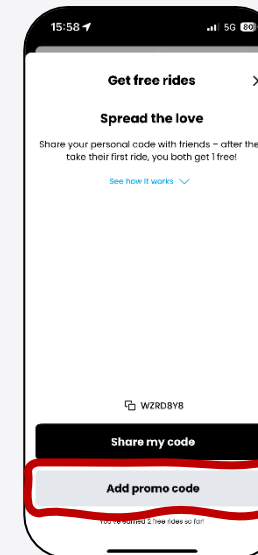 15:58
5G 80
Get free rides
Spread the love
Share your personal code with friends – after the
take their first ride, you both get 1 free!
See how it works
WZRD8Y8
Share my code
Add promo code
You've earned 2 free rides so far!